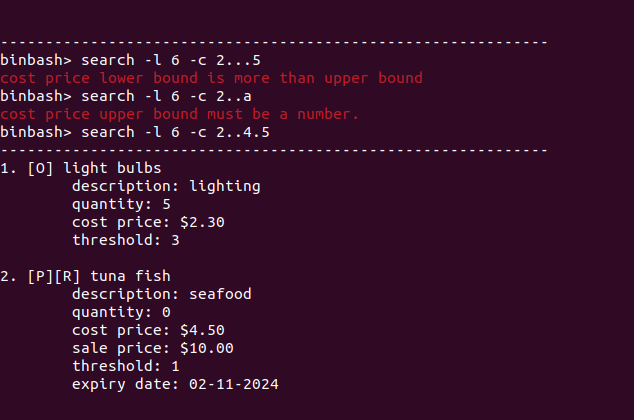 -------------------------------------------------------------
binbash> search -l 6 -c 2...5
cost price lower bound is more than upper bound
binbash> search -l 6 -c 2..a
cost price upper bound must be a number.
binbash> search -l 6 -c 2..4.5
-------------------------------------------------------------
1. [O] light bulbs
        description: lighting
        quantity: 5
        cost price: $2.30
        threshold: 3

2. [P][R] tuna fish
        description: seafood
        quantity: 0
        cost price: $4.50
        sale price: $10.00
        threshold: 1
        expiry date: 02-11-2024